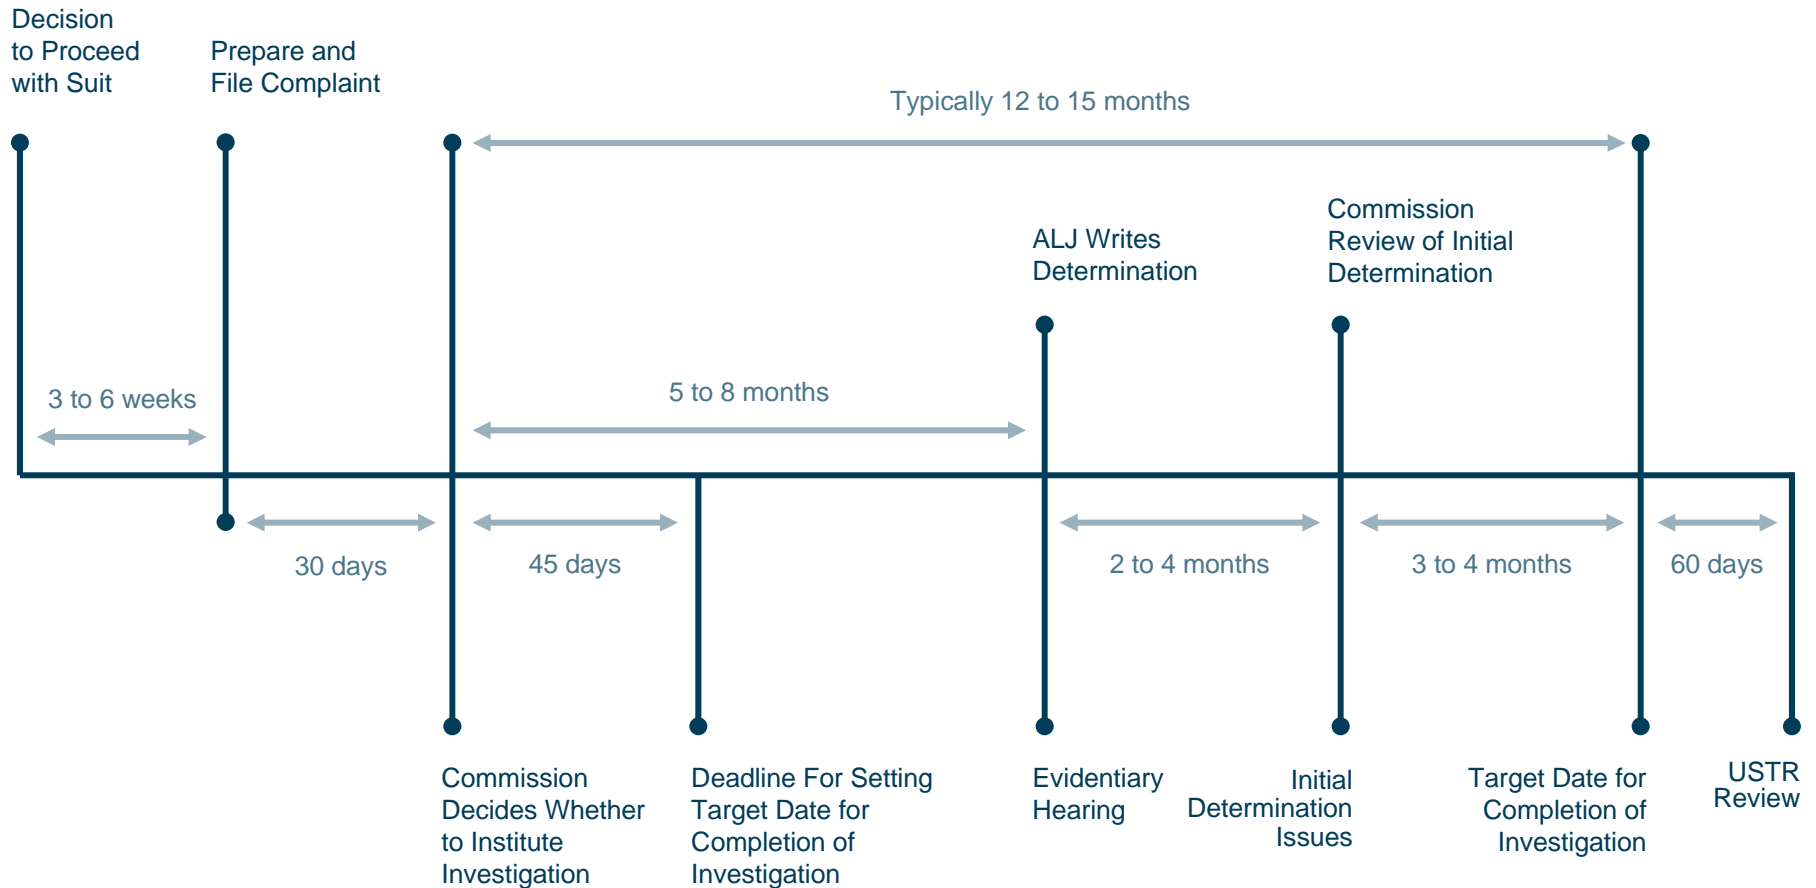 Decision
to Proceed
with Suit
Prepare and
File Complaint
Typically 12 to 15 months
ALJ Writes
Determination
Commission
Review of Initial
Determination
3 to 6 weeks
5 to 8 months
30 days
45 days
2 to 4 months
3 to 4 months
60 days
Commission
Decides Whether
to Institute
Investigation
Deadline For Setting
Target Date for
Completion of
Investigation
Evidentiary
Hearing
Initial
Determination
Issues
Target Date for
Completion of
Investigation
USTR
Review